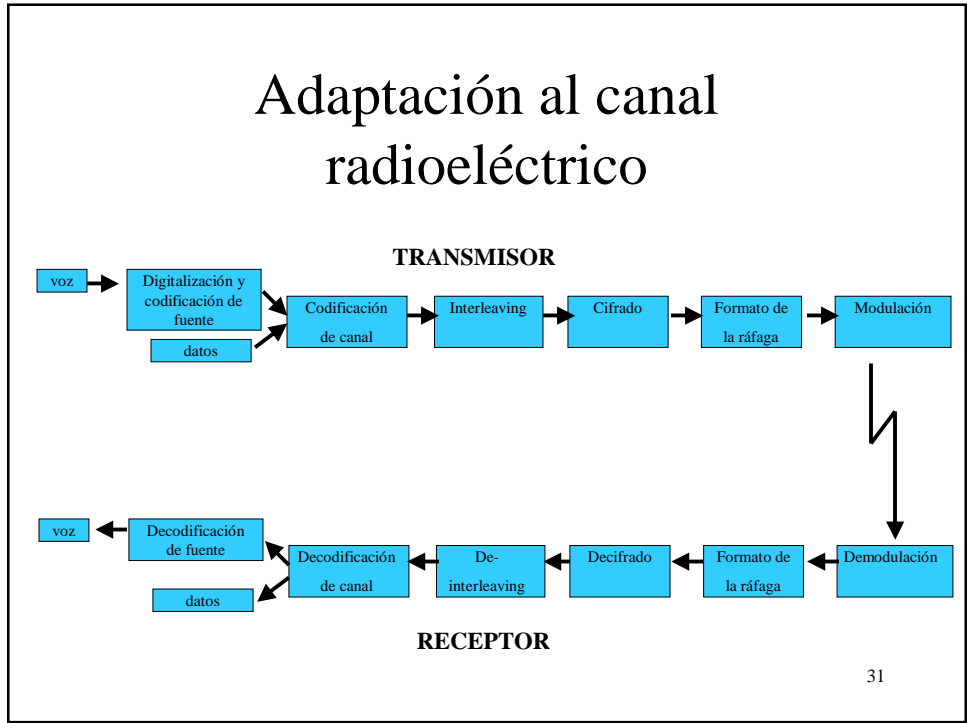 Adaptación al canal
radioeléctrico
TRANSMISOR
voz
Digitalización y
codificación de
fuente
datos
Codificación
de canal
Interleaving
Cifrado
Formato de
la ráfaga
Modulación
voz
Decodificación
de fuente
datos
Decodificación
de canal
De-
interleaving
Decifrado
Formato de
la ráfaga
Demodulación
RECEPTOR
31